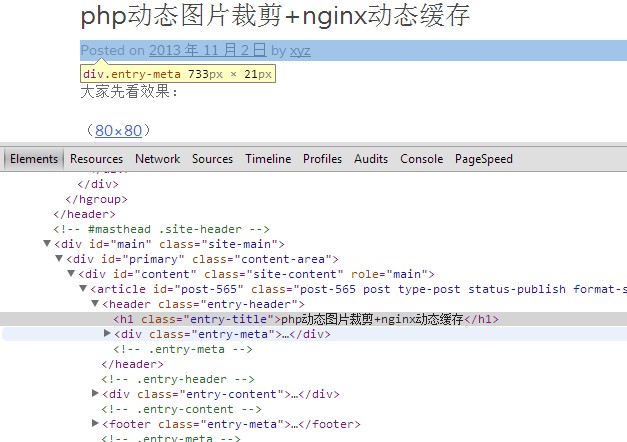 php动态图片裁剪+nginx动态缓存
Posted on 2013 年 11 月 2 日 by xyz
div.entry-meta 733px × 21px
大家先看效果：
（80×80）
Elements Resources Network Sources Timeline Profiles Audits Console PageSpeed
</div>
</hgroup>
</header>
<!-- #masthead .site-header -->
<div id="main" class="site-main">
<div id="primary" class="content-area">
<div id="content" class="site-content" role="main">
<article id="post-565" class="post-565 post type-post status-publish format-s
<header class="entry-header">
<h1 class="entry-title">php动态图片裁剪+nginx动态缓存</h1>
<div class="entry-meta">…</div>
<!-- .entry-meta -->
</header>
<!-- .entry-header -->
<div class="entry-content">…</div>
<!-- .entry-content -->
<footer class="entry-meta">…</footer>
<!-- .entry-meta -->